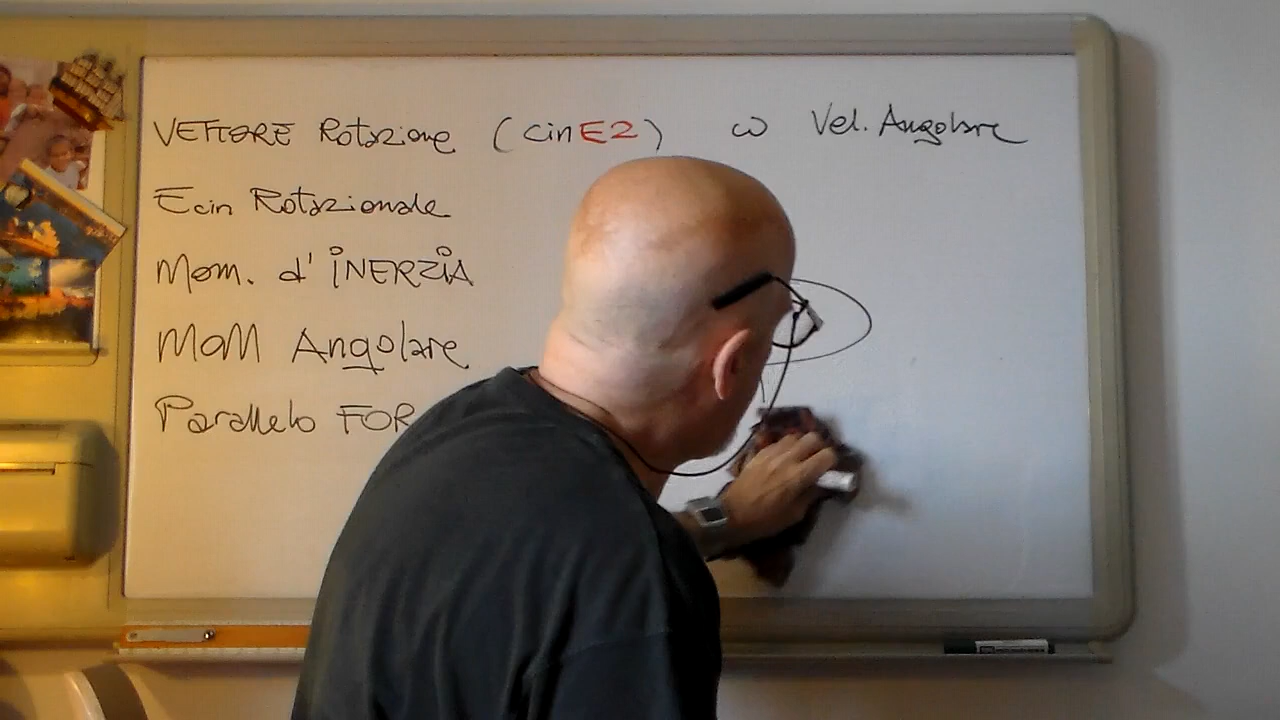 VETTORE Rotazione (cinE2) ω Vel. Angolare
Ecin Rotazionale
Mom. d' iNERZiA
MoM Angolare
Parallelo FOR